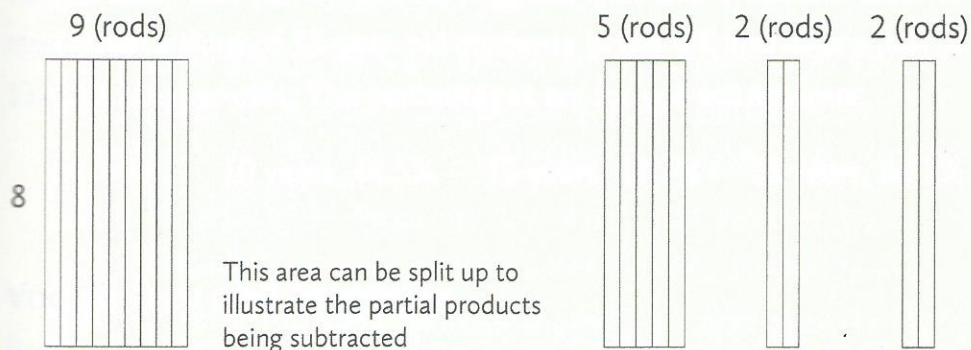 9 (rods)
5 (rods) 2 (rods) 2 (rods)
8
This area can be split up to
illustrate the partial products
being subtracted